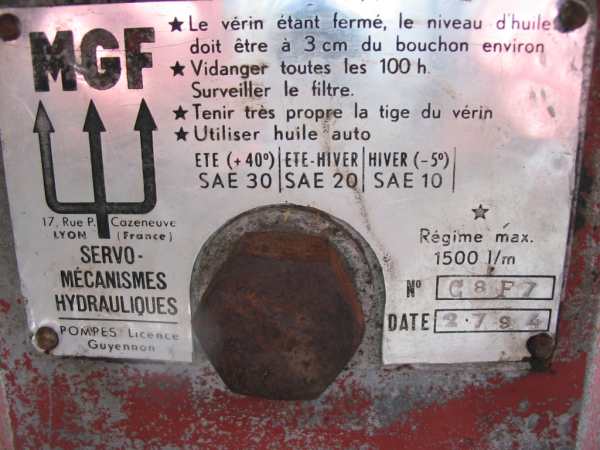 MGF
★ Le vérin étant fermé, le niveau d'huile
doit être à 3 cm du bouchon environ
★ Vidanger toutes les 100 h.
Surveiller le filtre.
★ Tenir très propre la tige du vérin
★ Utiliser huile auto
ETE (+40°) | ETE-HIVER | HIVER (-5°)
SAE 30 | SAE 20 | SAE 10
17, Rue P. Cazeneuve
LYON (France)
SERVO-
MÉCANISMES
HYDRAULIQUES
POMPES: Licence
Guyennon
★
Régime max.
1500 l/m
N° C8F7
DATE 2·794